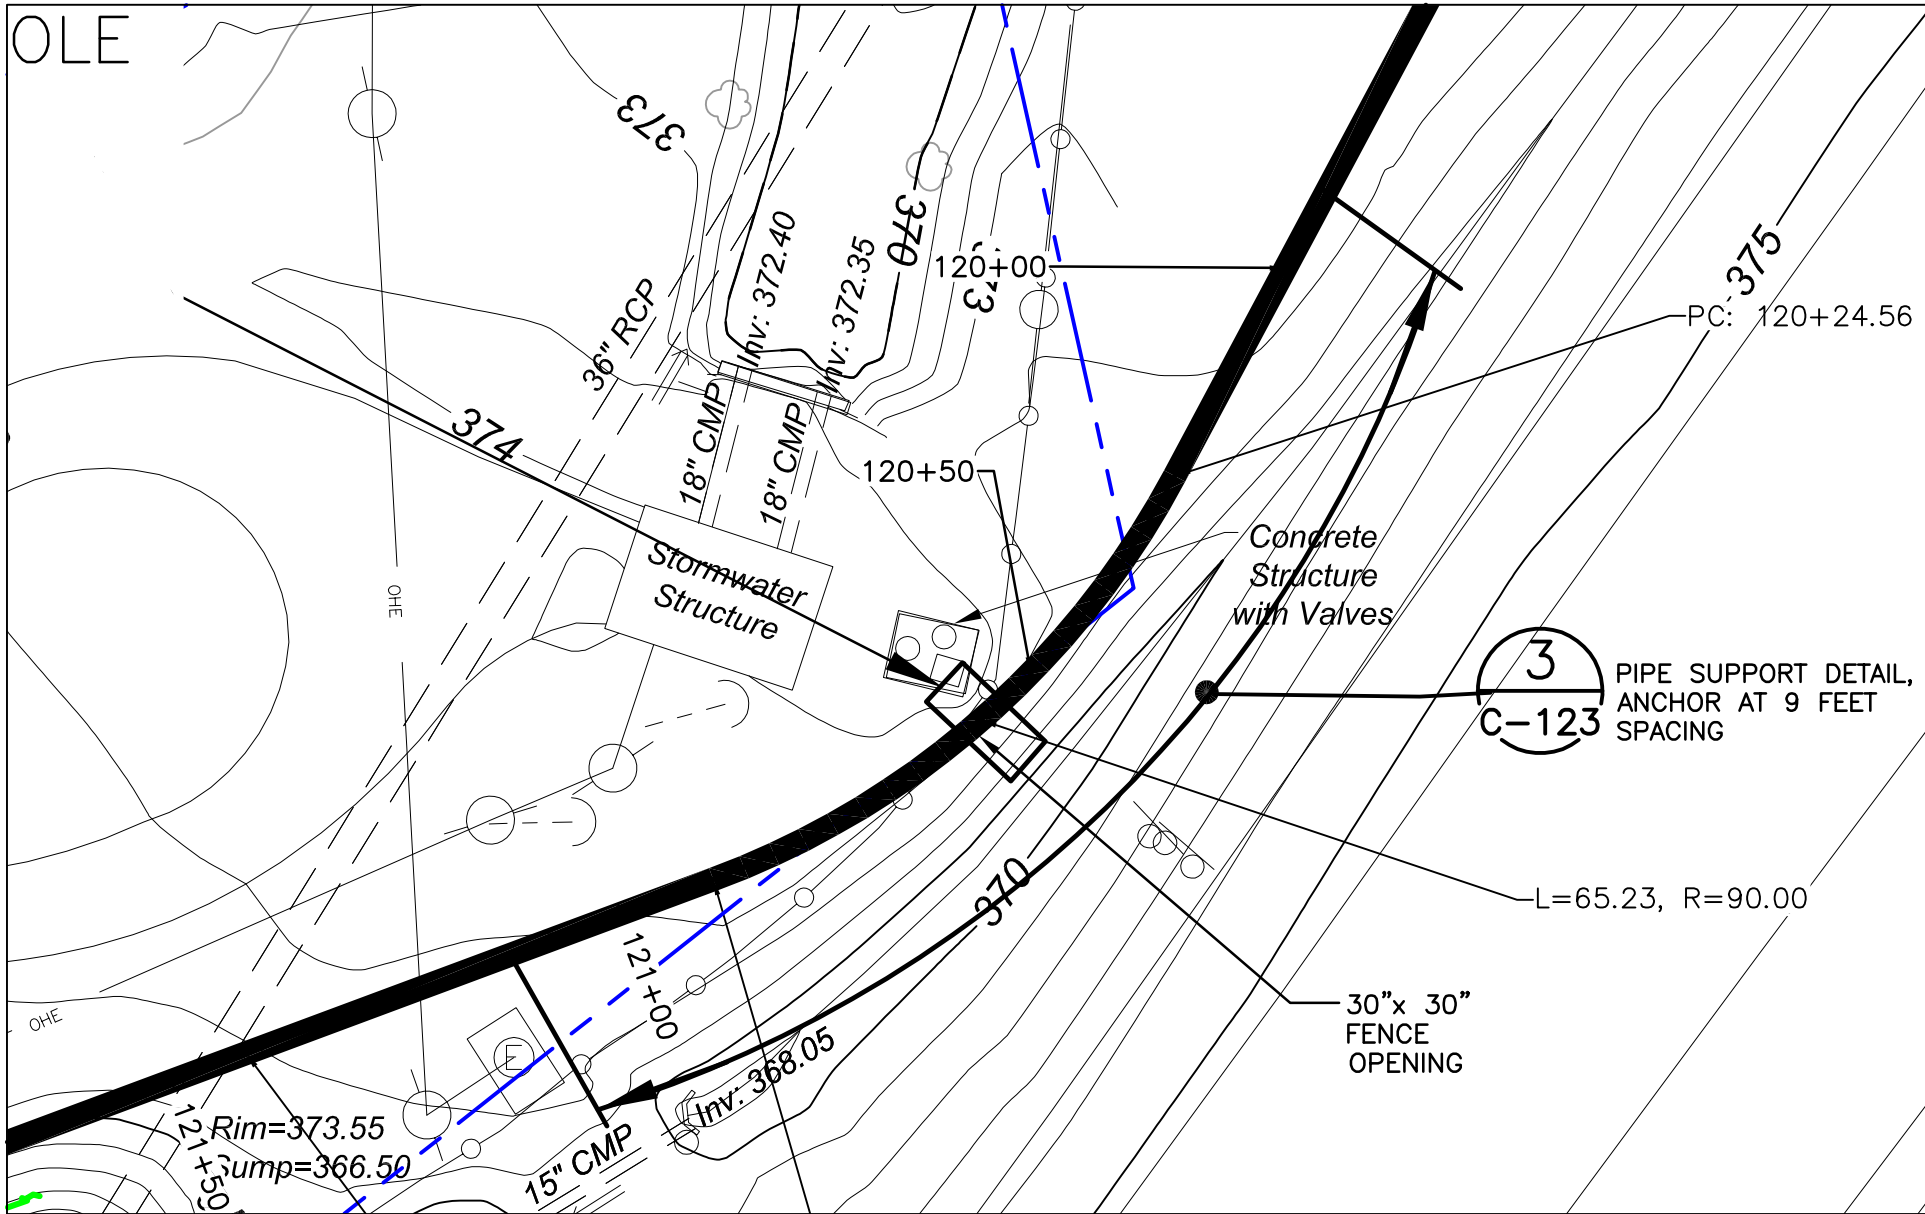 OLE
373
Inv: 372.40
Inv: 372.35
370
120+00
375
PC: 120+24.56
36" RCP
374
18" CMP
18" CMP
120+50
Stormwater
Structure
Concrete
Structure
with Valves
OHE
3
C-123
PIPE SUPPORT DETAIL,
ANCHOR AT 9 FEET
SPACING
370
L=65.23, R=90.00
121+00
30"x 30"
FENCE
OPENING
OHE
E
Inv: 368.05
Rim=373.55
121+50
15" CMP